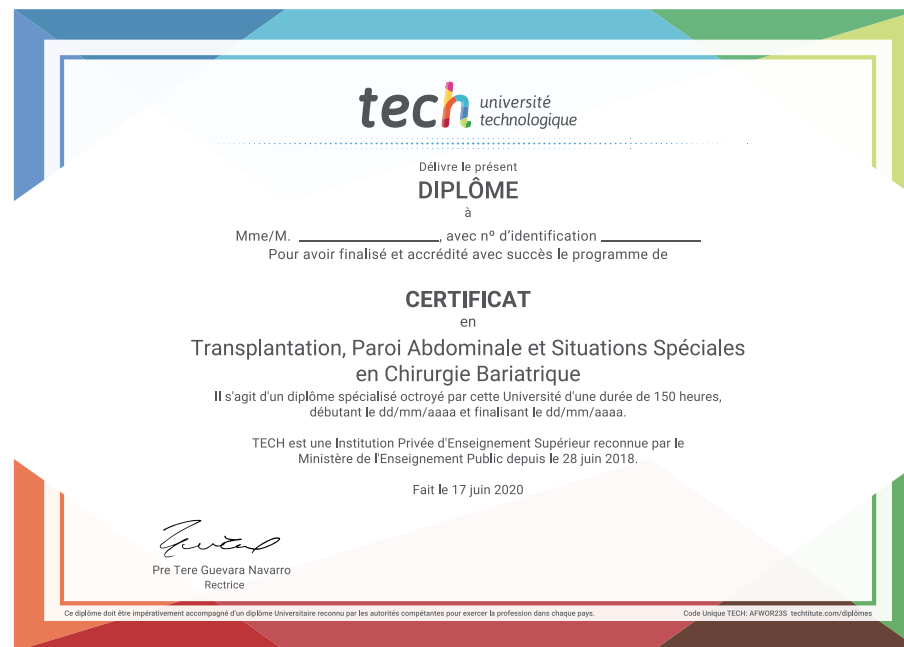 tech université
technologique
Délivre le présent
DIPLÔME
à
Mme/M. ____________________, avec nº d'identification ______________
Pour avoir finalisé et accrédité avec succès le programme de
CERTIFICAT
en
Transplantation, Paroi Abdominale et Situations Spéciales
en Chirurgie Bariatrique
Il s'agit d'un diplôme spécialisé octroyé par cette Université d'une durée de 150 heures,
débutant le dd/mm/aaaa et finalisant le dd/mm/aaaa.
TECH est une Institution Privée d'Enseignement Supérieur reconnue par le
Ministère de l'Enseignement Public depuis le 28 juin 2018.
Fait le 17 juin 2020
Pre Tere Guevara Navarro
Rectrice
Ce diplôme doit être impérativement accompagné d'un diplôme Universitaire reconnu par les autorités compétentes pour exercer la profession dans chaque pays.
Code Unique TECH: AFWOR23S techtitute.com/diplômes